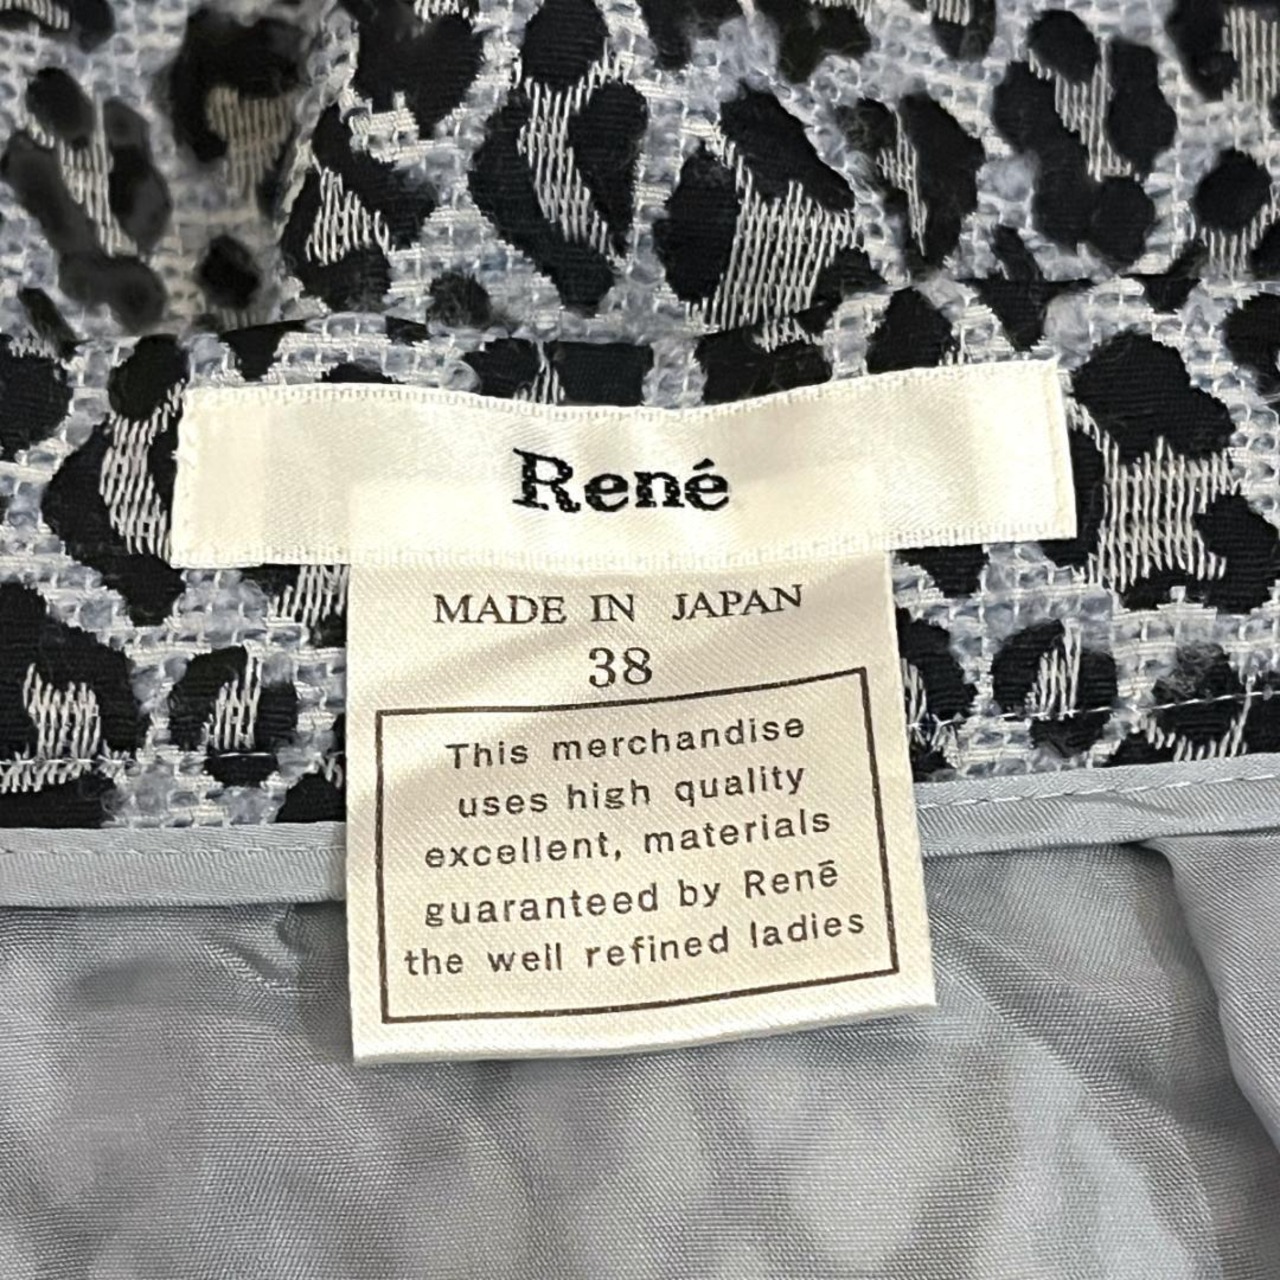 René
MADE IN JAPAN
38
This merchandise
uses high quality
excellent, materials
guaranteed by Renē
the well refined ladies